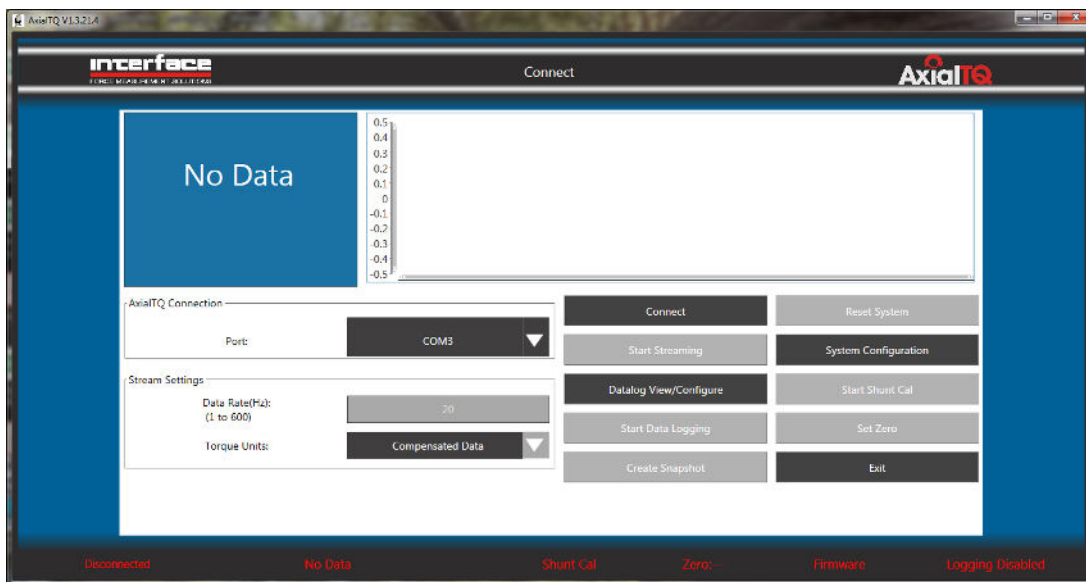 AxialTQ V1.3.21.4
Interface
FORCE MEASUREMENT SOLUTIONS
Connect
AxialTQ
No Data
0.5
0.4
0.3
0.2
0.1
0
-0.1
-0.2
-0.3
-0.4
-0.5
AxialTQ Connection
Port:
COM3
Connect
Reset System
Start Streaming
System Configuration
Stream Settings
Data Rate(Hz):
(1 to 600)
20
Datalog View/Configure
Start Shunt Cal
Torque Units:
Compensated Data
Start Data Logging
Set Zero
Create Snapshot
Exit
Disconnected
No Data
Shunt Cal
Zero:--
Firmware
Logging Disabled